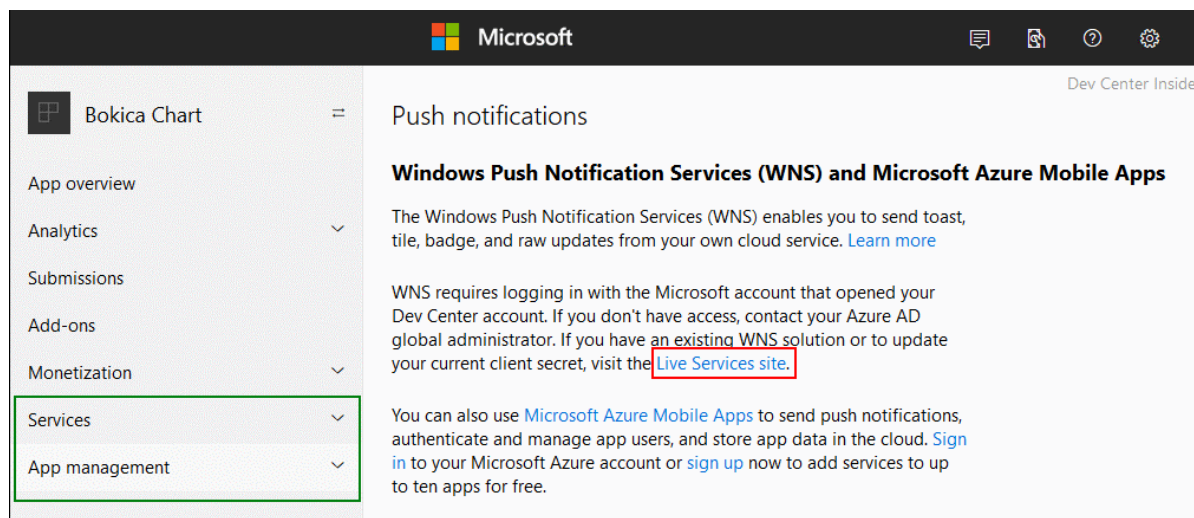 Microsoft
Dev Center Inside
Bokica Chart
App overview
Analytics
Submissions
Add-ons
Monetization
Services
App management
Push notifications
Windows Push Notification Services (WNS) and Microsoft Azure Mobile Apps
The Windows Push Notification Services (WNS) enables you to send toast,
tile, badge, and raw updates from your own cloud service. Learn more
WNS requires logging in with the Microsoft account that opened your
Dev Center account. If you don't have access, contact your Azure AD
global administrator. If you have an existing WNS solution or to update
your current client secret, visit the Live Services site.
You can also use Microsoft Azure Mobile Apps to send push notifications,
authenticate and manage app users, and store app data in the cloud. Sign
in to your Microsoft Azure account or sign up now to add services to up
to ten apps for free.